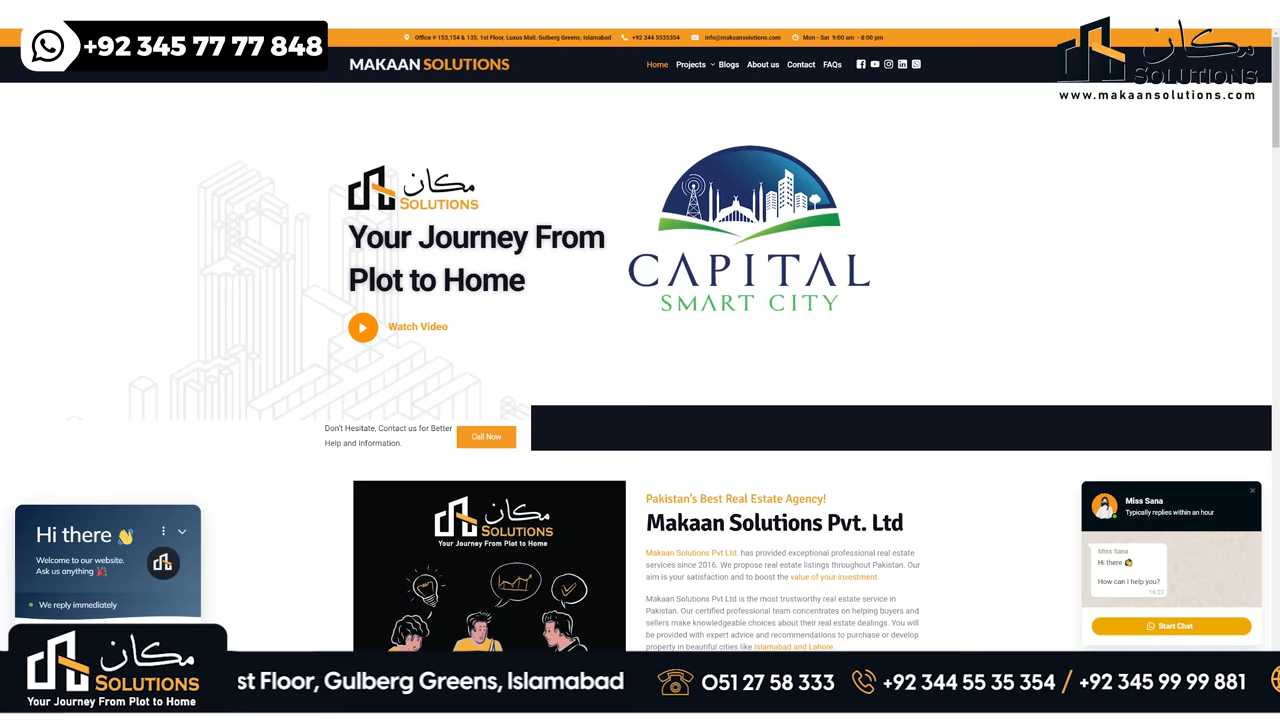 +92 345 77 77 848
Office # 153,154 & 135, 1st Floor, Luxus Mall, Gulberg Greens, Islamabad
+92 344 5535354
info@makaansolutions.com
Mon - Sat 9:00 am - 8:00 pm
MAKAAN SOLUTIONS
Home Projects Blogs About us Contact FAQs
مکان
SOLUTIONS
www.makaansolutions.com
مکان
SOLUTIONS
Your Journey From
Plot to Home
Watch Video
CAPITAL
SMART CITY
Don't Hesitate, Contact us for Better
Help and Information.
Call Now
مکان
SOLUTIONS
Your Journey From Plot to Home
Pakistan's Best Real Estate Agency!
Makaan Solutions Pvt. Ltd
Makaan Solutions Pvt Ltd. has provided exceptional professional real estate
services since 2016. We propose real estate listings throughout Pakistan. Our
aim is your satisfaction and to boost the value of your investment.
Makaan Solutions Pvt Ltd is the most trustworthy real estate service in
Pakistan. Our certified professional team concentrates on helping buyers and
sellers make knowledgeable choices about their real estate dealings. You will
be provided with expert advice and recommendations to purchase or develop
property in beautiful cities like Islamabad and Lahore.
Hi there 👋
Welcome to our website.
Ask us anything 🎉
We reply immediately
Miss Sana
Typically replies within an hour
Miss Sana
Hi there 👋
How can I help you?
16:23
Start Chat
مکان
SOLUTIONS
Your Journey From Plot to Home
st Floor, Gulberg Greens, Islamabad
051 27 58 333
+92 344 55 35 354 / +92 345 99 99 881